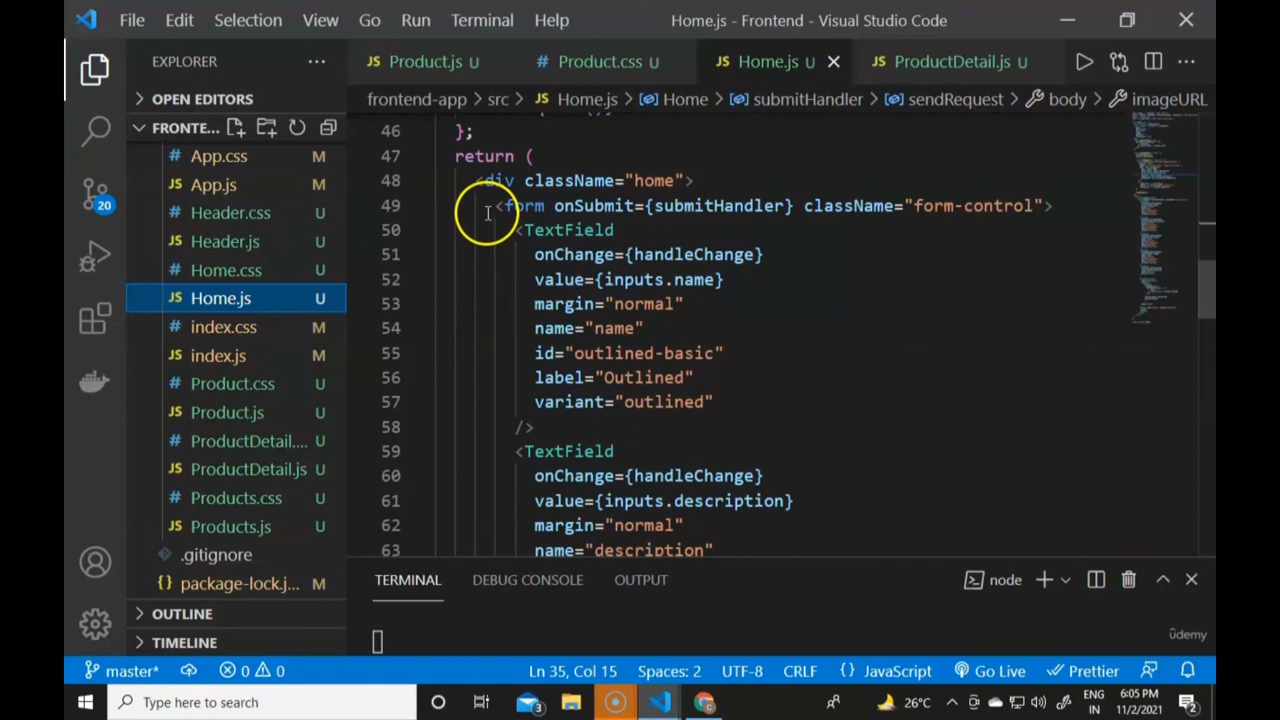 File Edit Selection View Go Run Terminal Help Home.js - Frontend - Visual Studio Code
EXPLORER
OPEN EDITORS
FRONTE...
App.css M
App.js M
Header.css U
Header.js U
Home.css U
Home.js U
index.css M
index.js M
Product.css U
Product.js U
ProductDetail.... U
ProductDetail.js U
Products.css U
Products.js U
.gitignore
package-lock.j... M
OUTLINE
TIMELINE
20
JS Product.js U # Product.css U JS Home.js U JS ProductDetail.js U
frontend-app > src > JS Home.js > Home > submitHandler > sendRequest > body > imageURL
46 };
47 return (
48 <div className="home">
49 <form onSubmit={submitHandler} className="form-control">
50 <TextField
51 onChange={handleChange}
52 value={inputs.name}
53 margin="normal"
54 name="name"
55 id="outlined-basic"
56 label="Outlined"
57 variant="outlined"
58 />
59 <TextField
60 onChange={handleChange}
61 value={inputs.description}
62 margin="normal"
63 name="description"
TERMINAL DEBUG CONSOLE OUTPUT node
udemy
master* 0 0 Ln 35, Col 15 Spaces: 2 UTF-8 CRLF {} JavaScript Go Live Prettier
Type here to search 3 26°C ENG IN 6:05 PM 11/2/2021 2